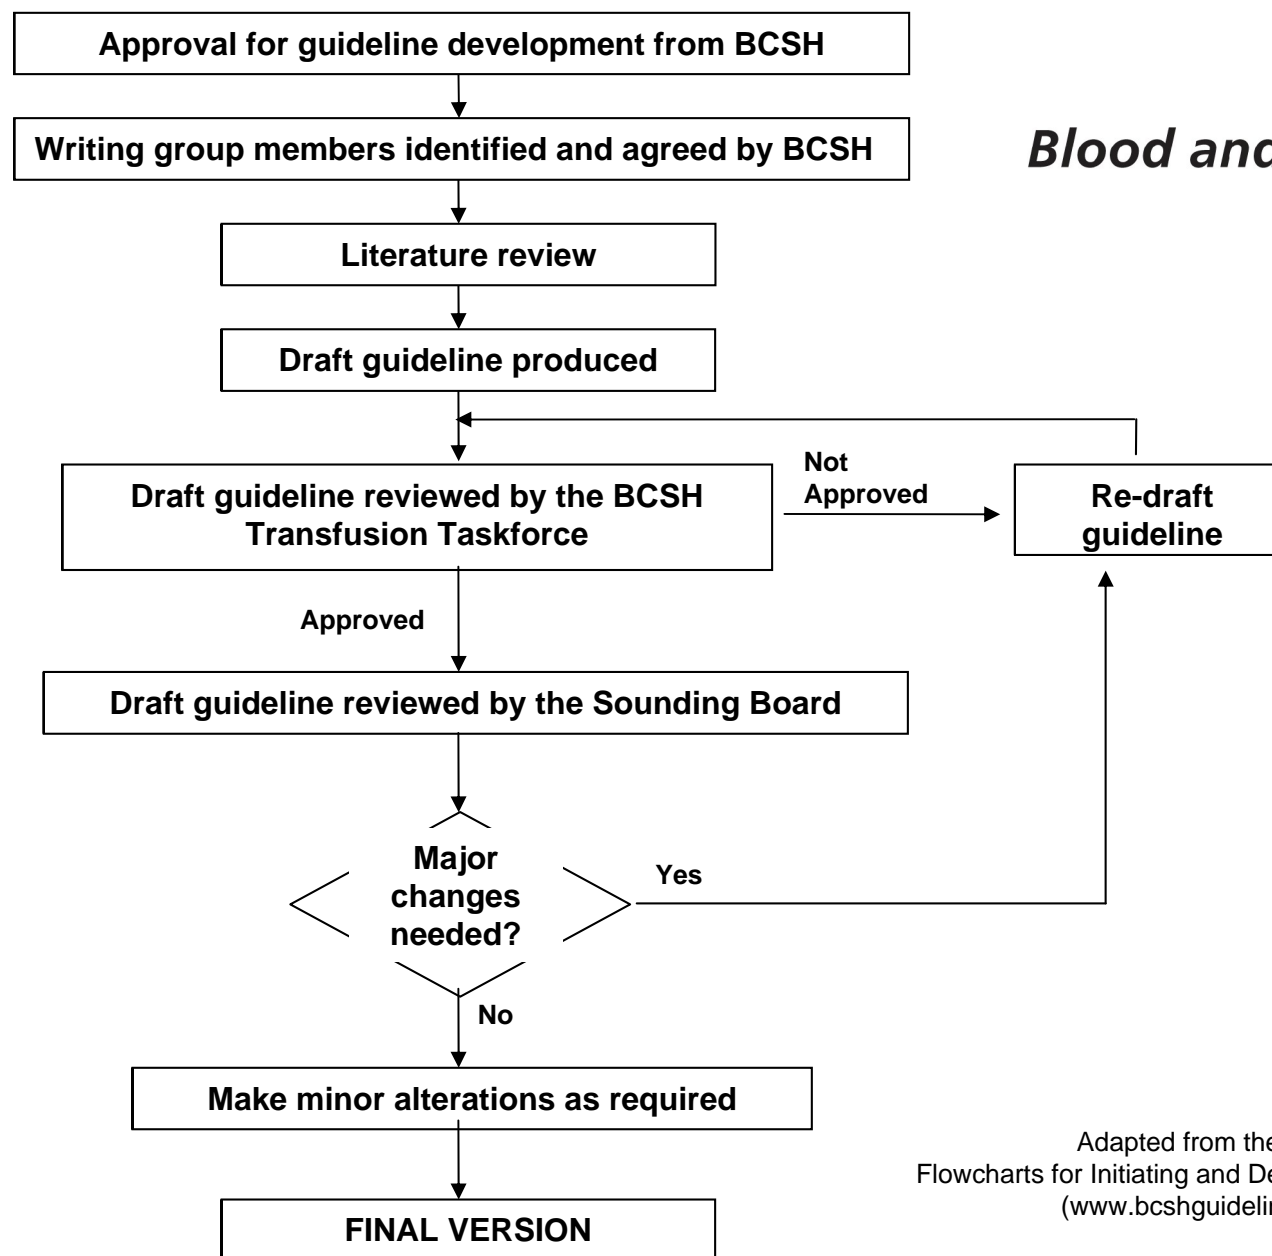 Approval for guideline development from BCSH
Writing group members identified and agreed by BCSH
Blood and
Literature review
Draft guideline produced
Draft guideline reviewed by the BCSH
Transfusion Taskforce
Not
Approved
Re-draft
guideline
Approved
Draft guideline reviewed by the Sounding Board
Major
changes
needed?
Yes
No
Make minor alterations as required
FINAL VERSION
Adapted from the
Flowcharts for Initiating and De
(www.bcshguidelin